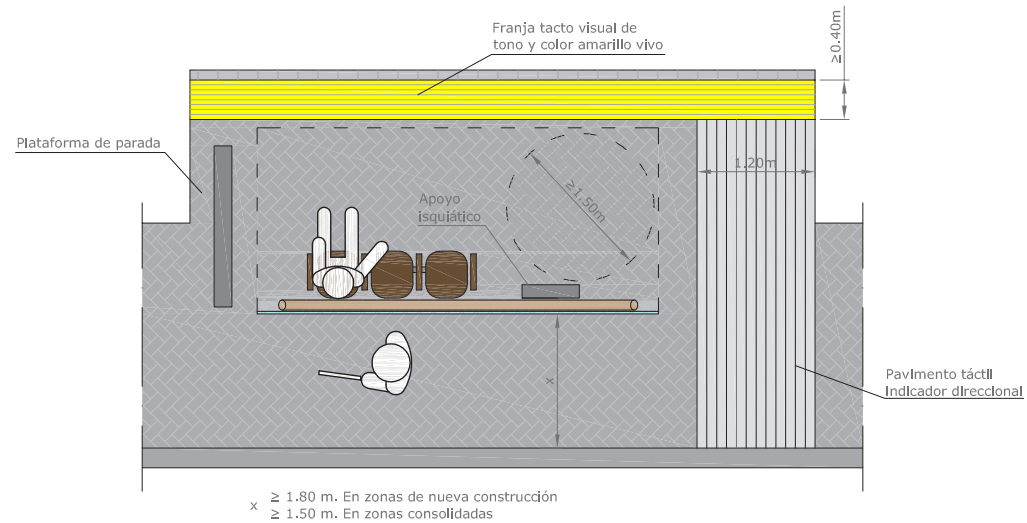 Franja tacto visual de
tono y color amarillo vivo
≥0.40m
Plataforma de parada
1.20m
≥1.50m
Apoyo
isquiático
x
Pavimento táctil
indicador direccional
x ≥ 1.80 m. En zonas de nueva construcción
≥ 1.50 m. En zonas consolidadas